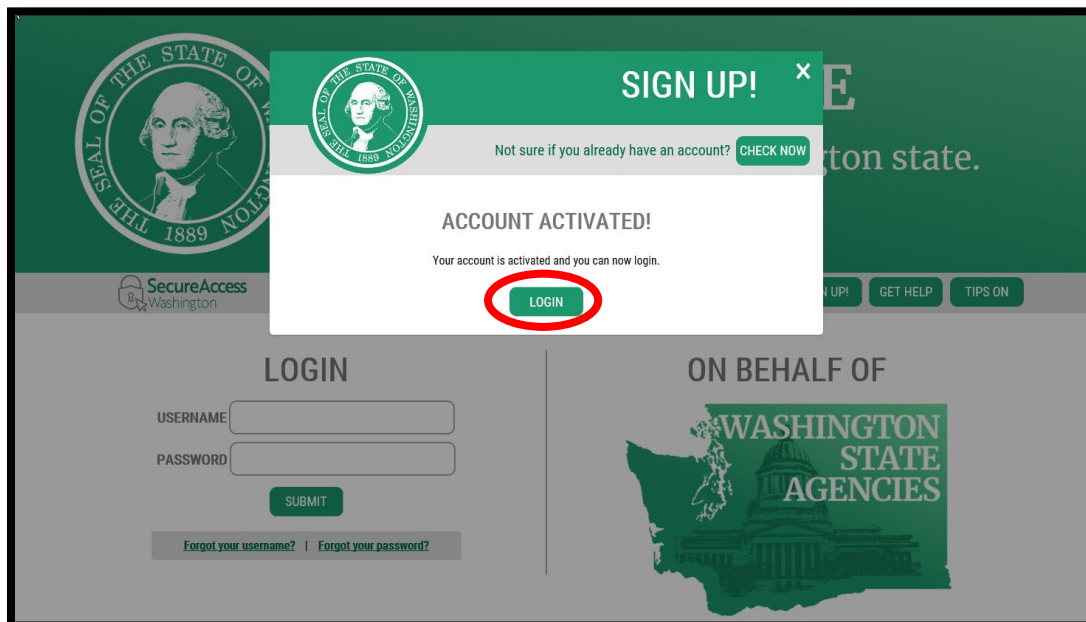 THE SEAL OF THE STATE OF WASHINGTON
1889
E
gton state.
THE SEAL OF THE STATE OF WASHINGTON
1889
SIGN UP!
×
Not sure if you already have an account? CHECK NOW
ACCOUNT ACTIVATED!
Your account is activated and you can now login.
LOGIN
SecureAccess
Washington
UP!
GET HELP
TIPS ON
LOGIN
USERNAME
PASSWORD
SUBMIT
Forgot your username? | Forgot your password?
ON BEHALF OF
WASHINGTON
STATE
AGENCIES